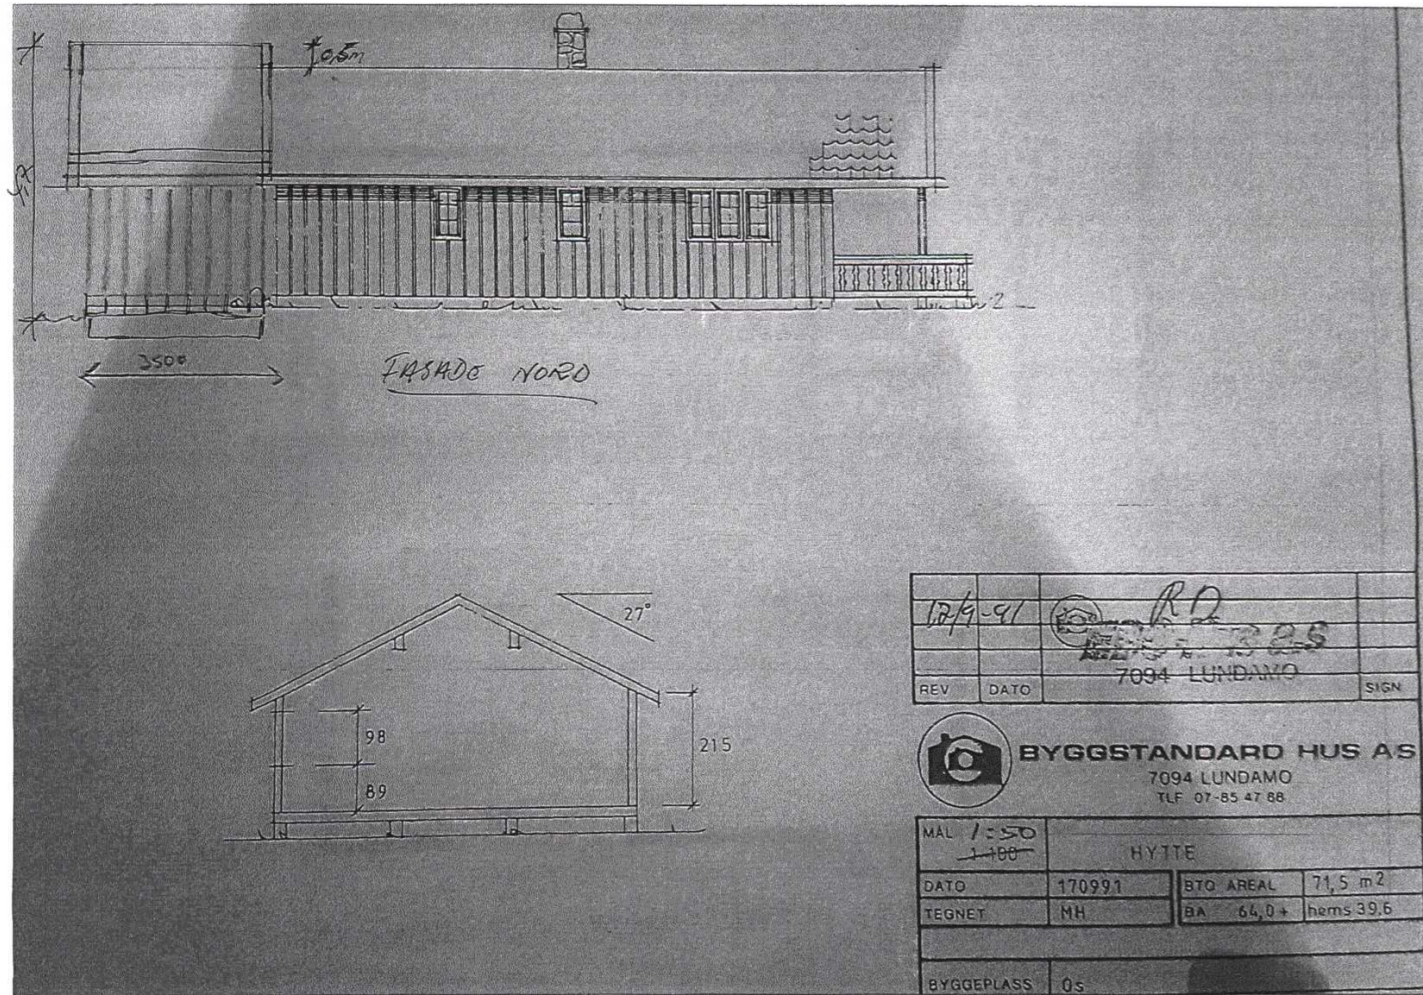 0,5m
3500
FASADE NORD
27°
98
89
215
12/9-91 RD
7094 LUNDAMO
REV DATO SIGN
BYGGSTANDARD HUS AS
7094 LUNDAMO
TLF 07-85 47 88
MÅL 1:50
1:100
HYTTE
DATO 170991 BTO AREAL 71,5 m2
TEGNET MH BA 64,0+ hems 39.6
BYGGEPLASS Os